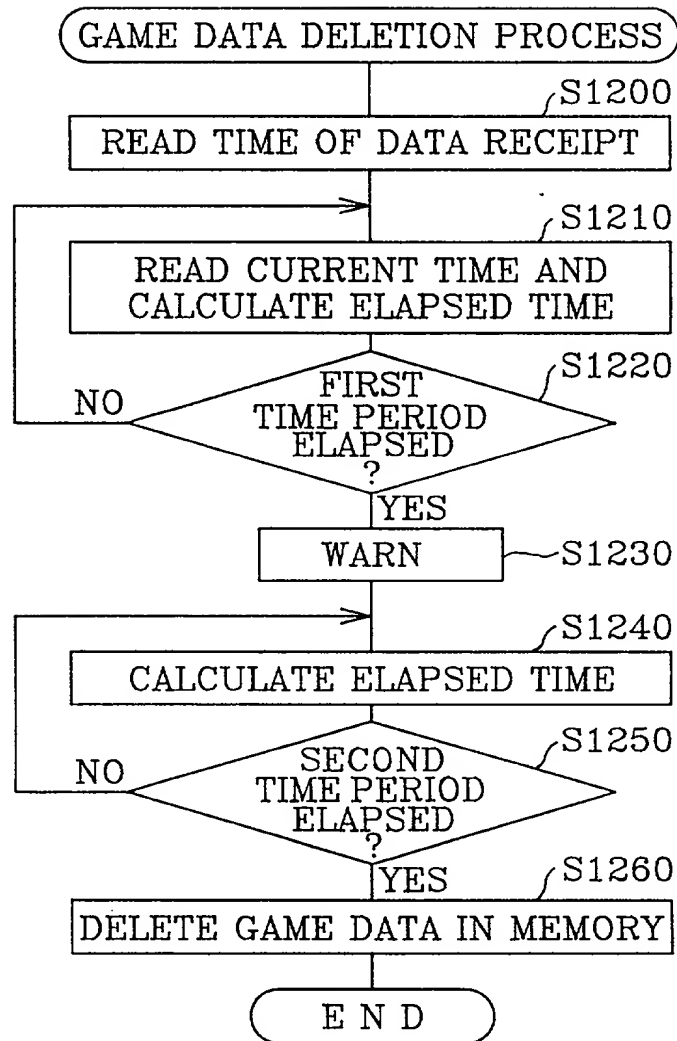 GAME DATA DELETION PROCESS
S1200
READ TIME OF DATA RECEIPT
S1210
READ CURRENT TIME AND
CALCULATE ELAPSED TIME
S1220
FIRST
TIME PERIOD
ELAPSED
?
NO
YES
WARN
S1230
S1240
CALCULATE ELAPSED TIME
S1250
SECOND
TIME PERIOD
ELAPSED
?
NO
YES
S1260
DELETE GAME DATA IN MEMORY
END